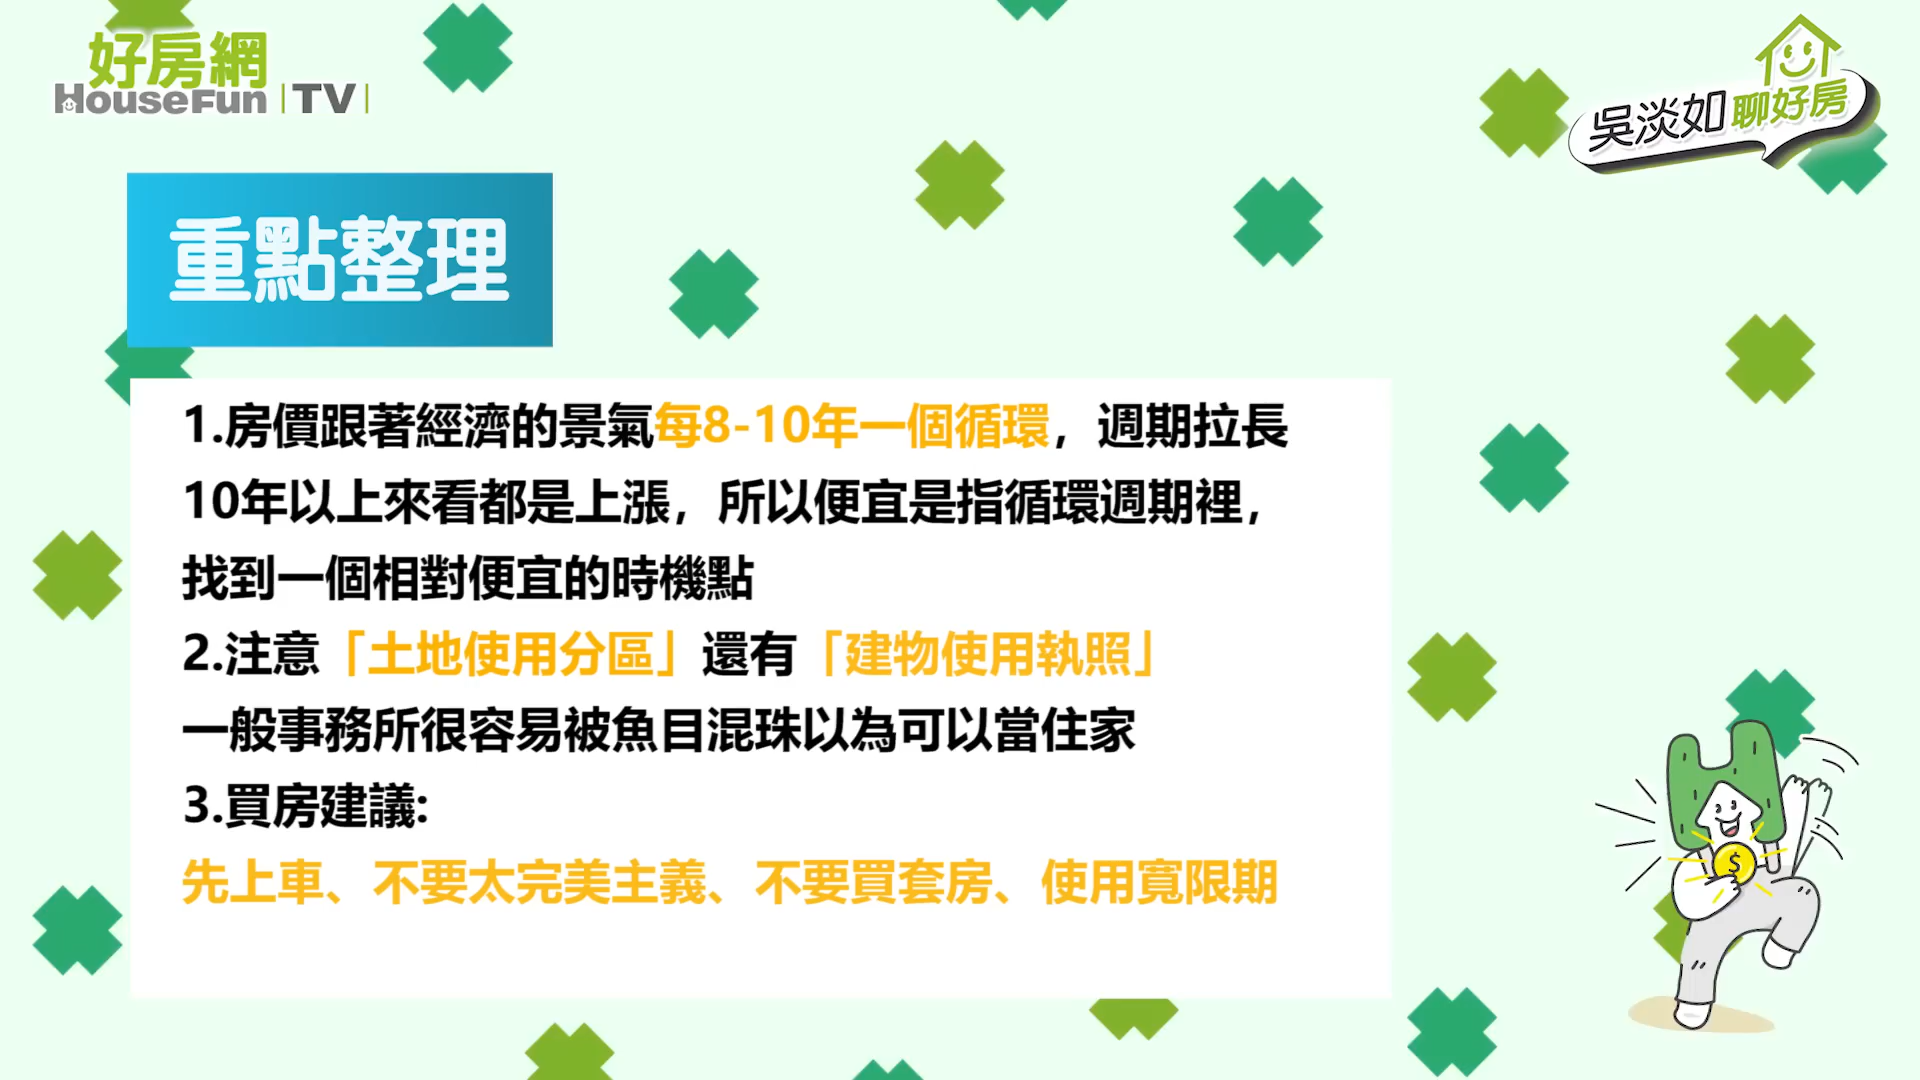 好房網
HouseFun TV
吳淡如聊好房
重點整理
1.房價跟著經濟的景氣每8-10年一個循環，週期拉長
10年以上來看都是上漲，所以便宜是指循環週期裡，
找到一個相對便宜的時機點
2.注意「土地使用分區」還有「建物使用執照」
一般事務所很容易被魚目混珠以為可以當住家
3.買房建議:
先上車、不要太完美主義、不要買套房、使用寬限期
$